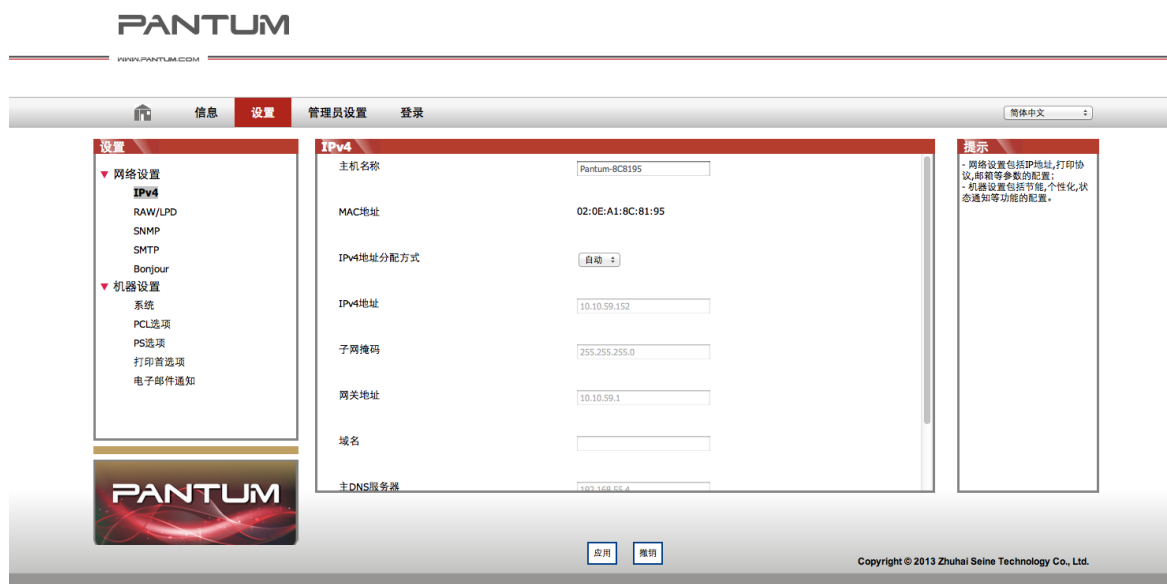 PANTUM
WWW.PANTUM.COM
信息 设置 管理员设置 登录 简体中文
设置
网络设置
IPv4
RAW/LPD
SNMP
SMTP
Bonjour
机器设置
系统
PCL选项
PS选项
打印首选项
电子邮件通知
PANTUM
IPv4
主机名称 Pantum-8C8195
MAC地址 02:0E:A1:8C:81:95
IPv4地址分配方式 自动
IPv4地址 10.10.59.152
子网掩码 255.255.255.0
网关地址 10.10.59.1
域名
主DNS服务器 192.168.55.4
提示
- 网络设置包括IP地址,打印协
议,邮箱等参数的配置;
- 机器设置包括节能,个性化,状
态通知等功能的配置。
应用 撤销
Copyright © 2013 Zhuhai Seine Technology Co., Ltd.